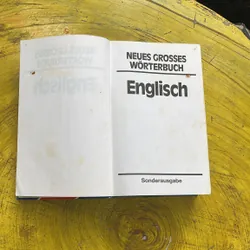 NEUES GROSSES
WÖRTERBUCH
Englisch
Sonderausgabe